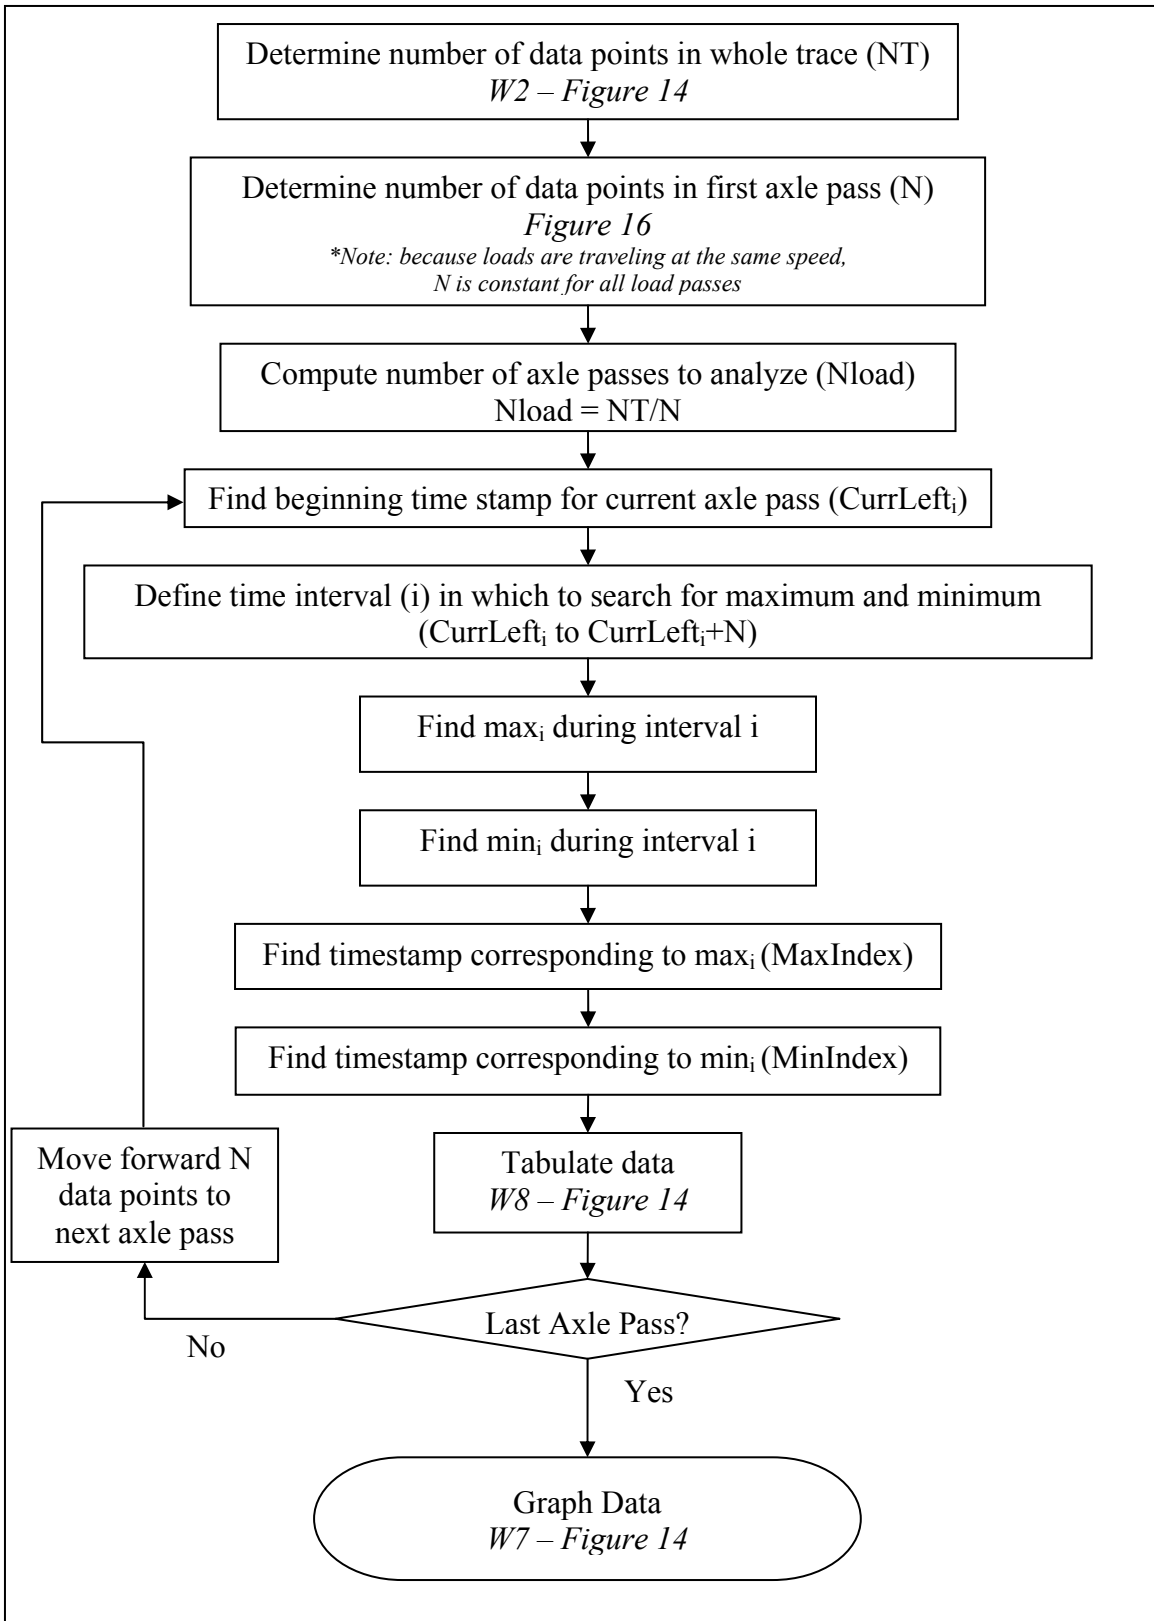 Determine number of data points in whole trace (NT)
W2 – Figure 14
Determine number of data points in first axle pass (N)
Figure 16
*Note: because loads are traveling at the same speed,
N is constant for all load passes
Compute number of axle passes to analyze (Nload)
Nload = NT/N
Find beginning time stamp for current axle pass (CurrLeftᵢ)
Define time interval (i) in which to search for maximum and minimum
(CurrLeftᵢ to CurrLeftᵢ+N)
Find maxᵢ during interval i
Find minᵢ during interval i
Find timestamp corresponding to maxᵢ (MaxIndex)
Find timestamp corresponding to minᵢ (MinIndex)
Move forward N
data points to
next axle pass
Tabulate data
W8 – Figure 14
Last Axle Pass?
No
Yes
Graph Data
W7 – Figure 14